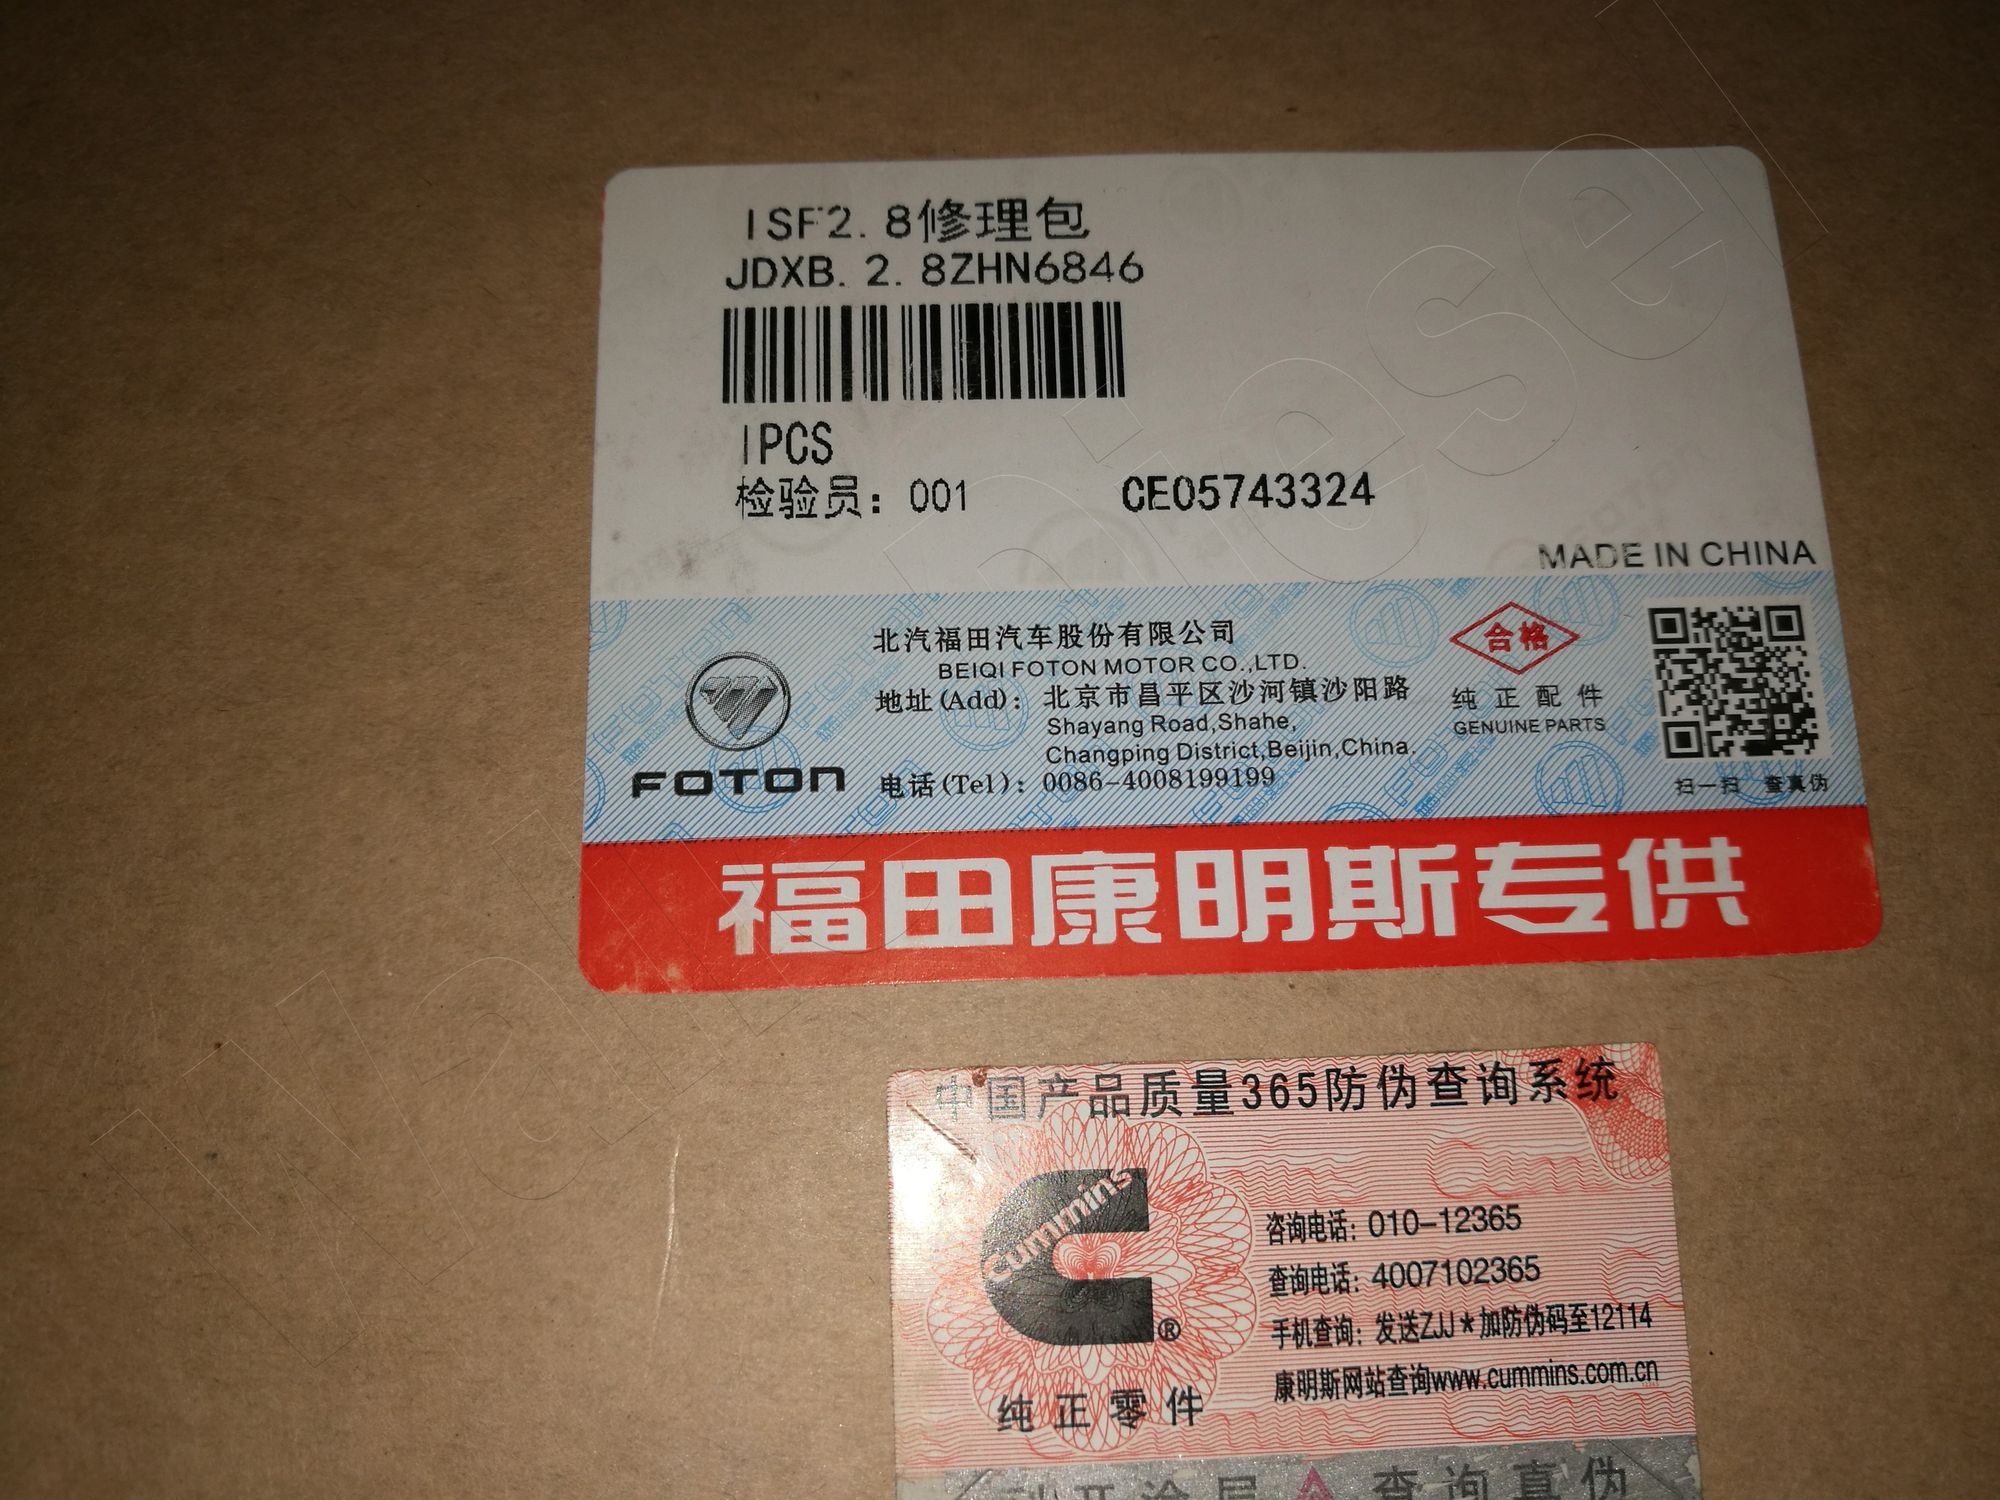 ISF2.8修理包
JDXB.2.8ZHN6846
1PCS
检验员：001 CE05743324
MADE IN CHINA
北汽福田汽车股份有限公司
BEIQI FOTON MOTOR CO.,LTD.
地址(Add)：北京市昌平区沙河镇沙阳路
Shayang Road,Shahe,
Changping District,Beijin,China.
电话(Tel)：0086-4008199199
FOTON
合格
纯正配件
GENUINE PARTS
扫一扫 查真伪
福田康明斯专供
中国产品质量365防伪查询系统
Cummins
®
纯正零件
咨询电话：010-12365
查询电话：4007102365
手机查询：发送ZJJ*加防伪码至12114
康明斯网站查询www.cummins.com.cn
刮开涂层 查询真伪